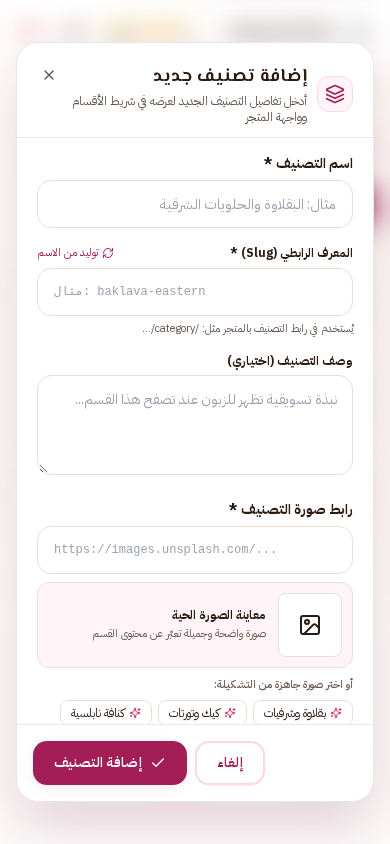 إضافة تصنيف جديد
أدخل تفاصيل التصنيف الجديد لعرضه في شريط الأقسام
وواجهة المتجر
اسم التصنيف *
مثال: البقلاوة والحلويات الشرقية
المعرف الرابطي (Slug) *
توليد من الاسم
مثال: baklava-eastern
يُستخدم في رابط التصنيف بالمتجر مثل: /category/...
وصف التصنيف (اختياري)
نبذة تسويقية تظهر للزبون عند تصفح هذا القسم...
رابط صورة التصنيف *
https://images.unsplash.com/...
معاينة الصورة الحية
صورة واضحة وجميلة تعبّر عن محتوى القسم
أو اختر صورة جاهزة من التشكيلة:
بقلاوة وشرقيات
كيك وتورتات
كنافة نابلسية
إلغاء
إضافة التصنيف